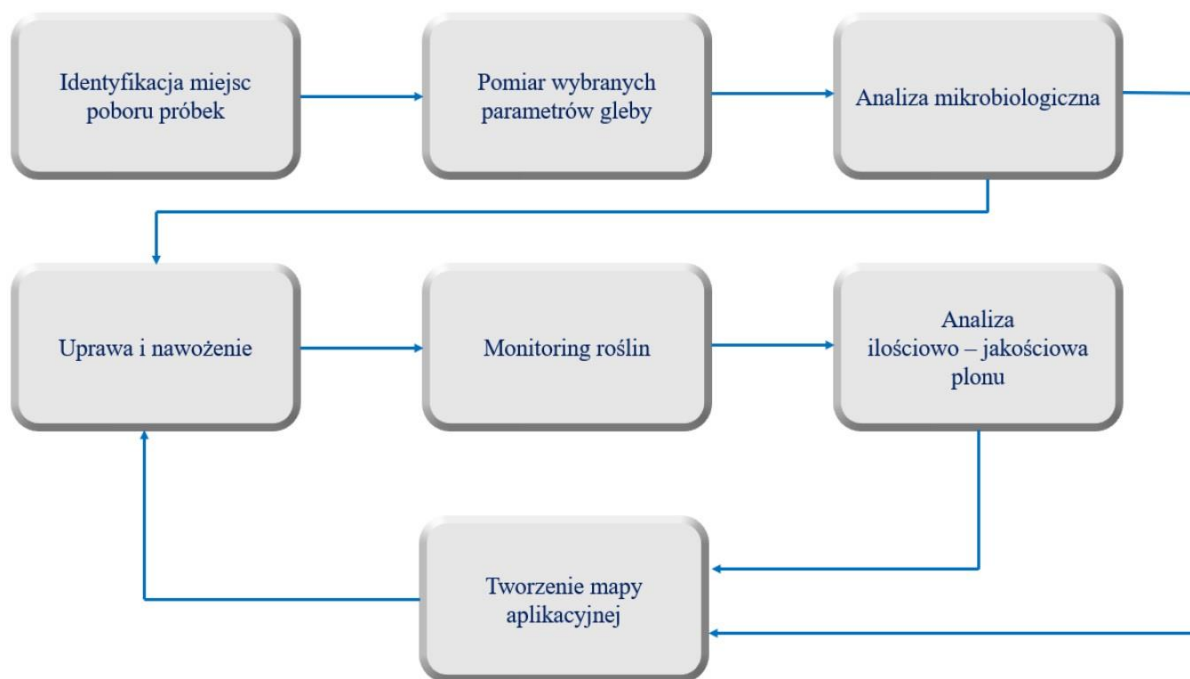 Identyfikacja miejsc
poboru próbek
Pomiar wybranych
parametrów gleby
Analiza mikrobiologiczna
Uprawa i nawożenie
Monitoring roślin
Analiza
ilościowo – jakościowa
plonu
Tworzenie mapy
aplikacyjnej